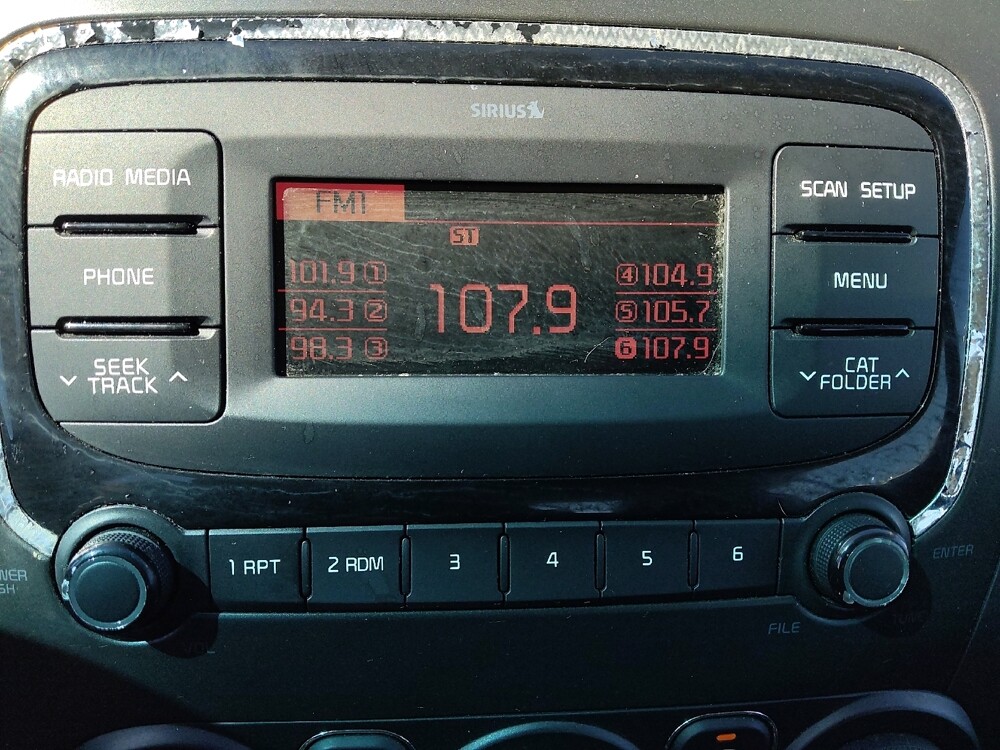 SIRIUS
RADIO MEDIA
PHONE
SEEK
TRACK
FM1
ST
101.9 1
94.3 2
98.3 3
107.9
4 104.9
5 105.7
6 107.9
SCAN SETUP
MENU
CAT
FOLDER
1 RPT
2 RDM
3
4
5
6
ENTER
FILE